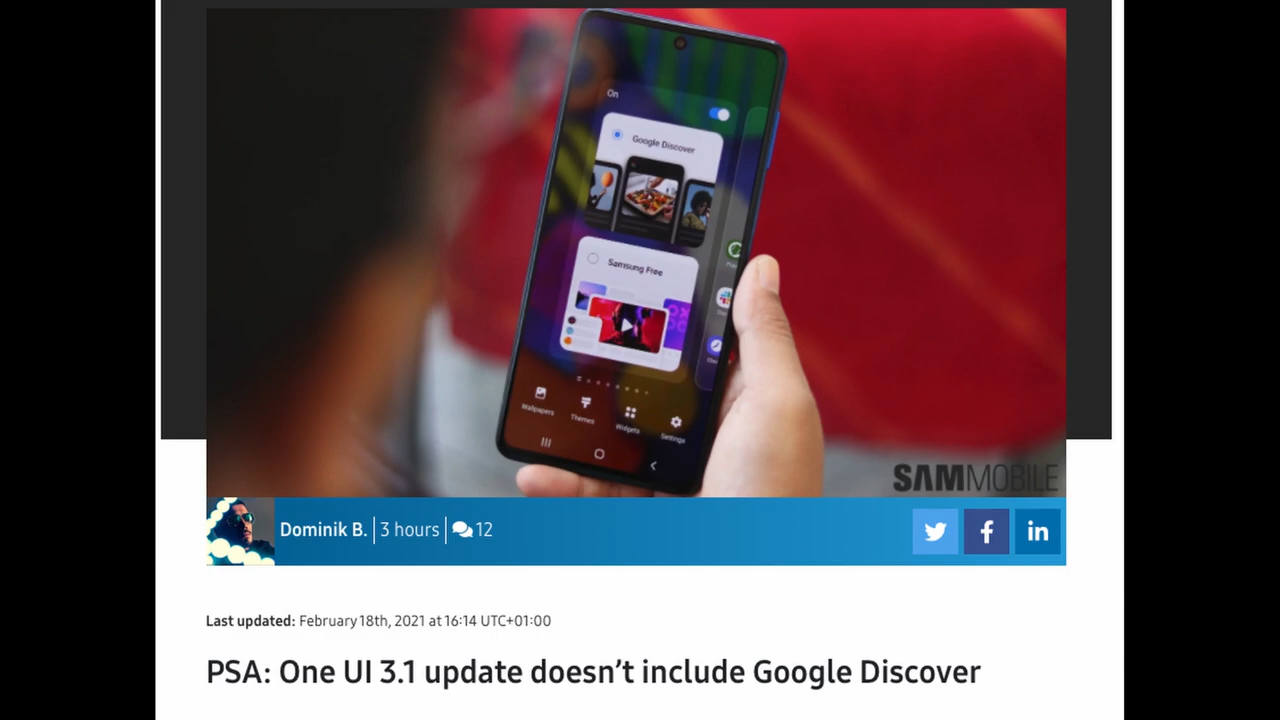 On
Google Discover
Samsung Free
Wallpapers
Themes
Widgets
Settings
SAMMOBILE
Dominik B. 3 hours 12
in
Last updated: February 18th, 2021 at 16:14 UTC+01:00
PSA: One UI 3.1 update doesn't include Google Discover